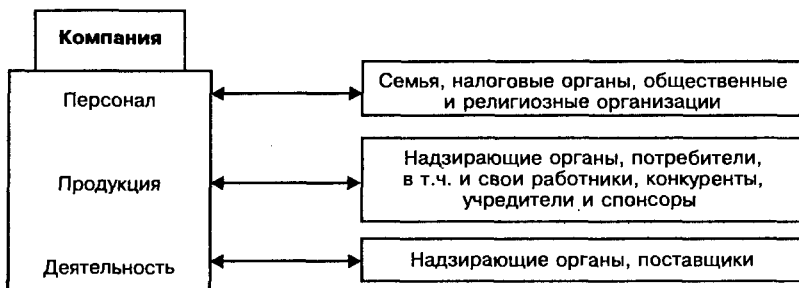 Компания
Персонал
Семья, налоговые органы, общественные
и религиозные организации
Продукция
Надзирающие органы, потребители,
в т.ч. и свои работники, конкуренты,
учредители и спонсоры
Деятельность
Надзирающие органы, поставщики